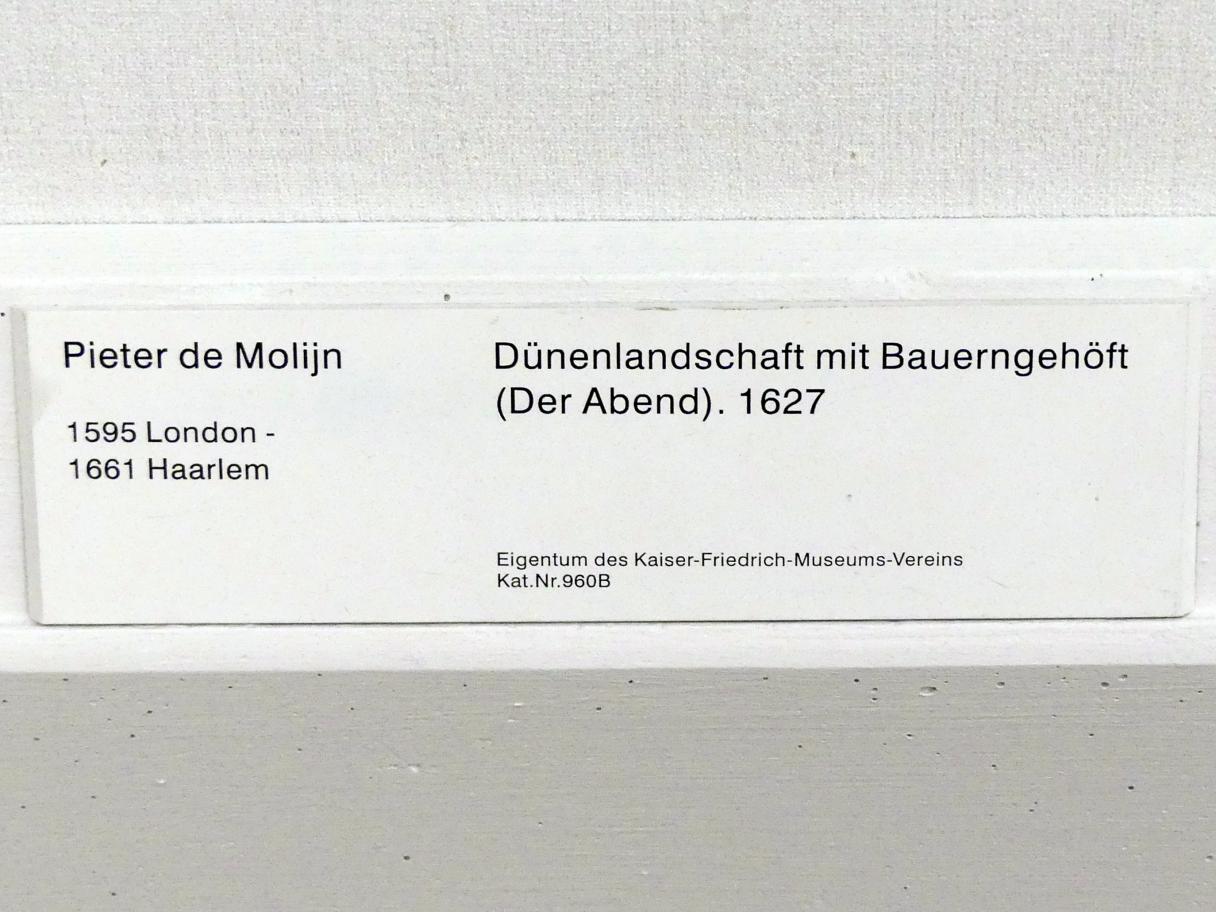 Pieter de Molijn
1595 London -
1661 Haarlem
Dünenlandschaft mit Bauerngehöft
(Der Abend). 1627
Eigentum des Kaiser-Friedrich-Museums-Vereins
Kat.Nr.960B